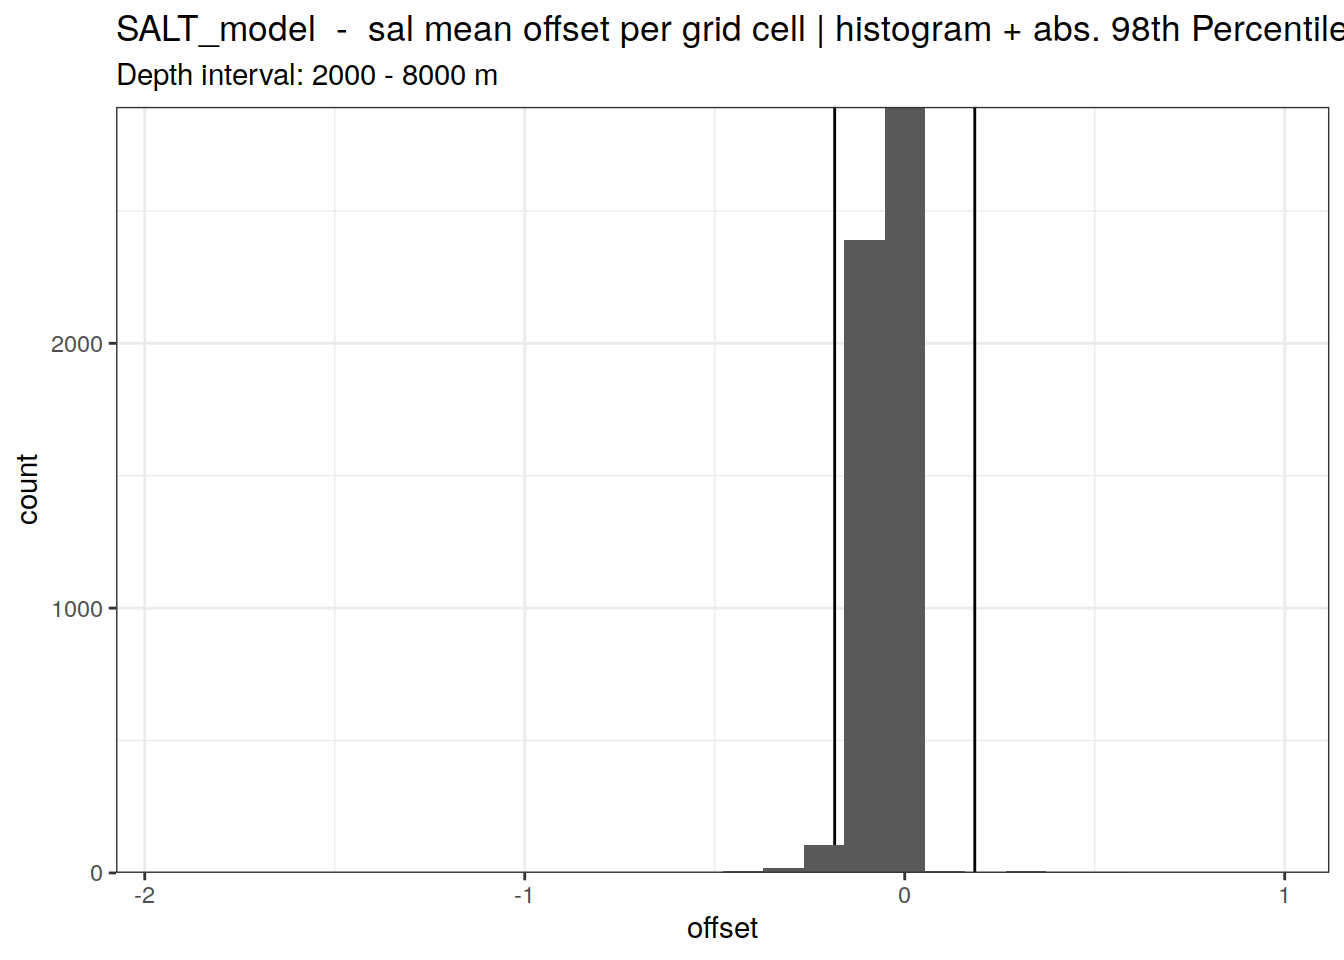 SALT_model - sal mean offset per grid cell | histogram + abs. 98th Percentile
Depth interval: 2000 - 8000 m
2000
1000
0
count
-2 -1 0 1
offset